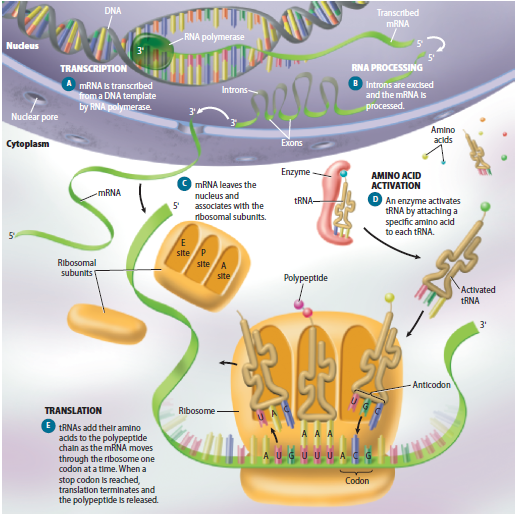 DNA
Transcribed
mRNA
Nucleus
RNA polymerase
3'
5'
5'
TRANSCRIPTION
A mRNA is transcribed
from a DNA template
by RNA polymerase.
RNA PROCESSING
B Introns are excised
and the mRNA is
processed.
Introns
Nuclear pore
3'
3'
Exons
Cytoplasm
Amino
acids
Enzyme
AMINO ACID
ACTIVATION
C mRNA leaves the
nucleus and
associates with the
ribosomal subunits.
mRNA
tRNA
D An enzyme activates
tRNA by attaching a
specific amino acid
to each tRNA.
5'
5'
E
site
P
site
A
site
Ribosomal
subunits
Polypeptide
Activated
tRNA
3'
Anticodon
TRANSLATION
Ribosome
E tRNAs add their amino
acids to the polypeptide
chain as the mRNA moves
through the ribosome one
codon at a time. When a
stop codon is reached,
translation terminates and
the polypeptide is released.
U A C
U G C
A A A
A U G U U U A C G
Codon